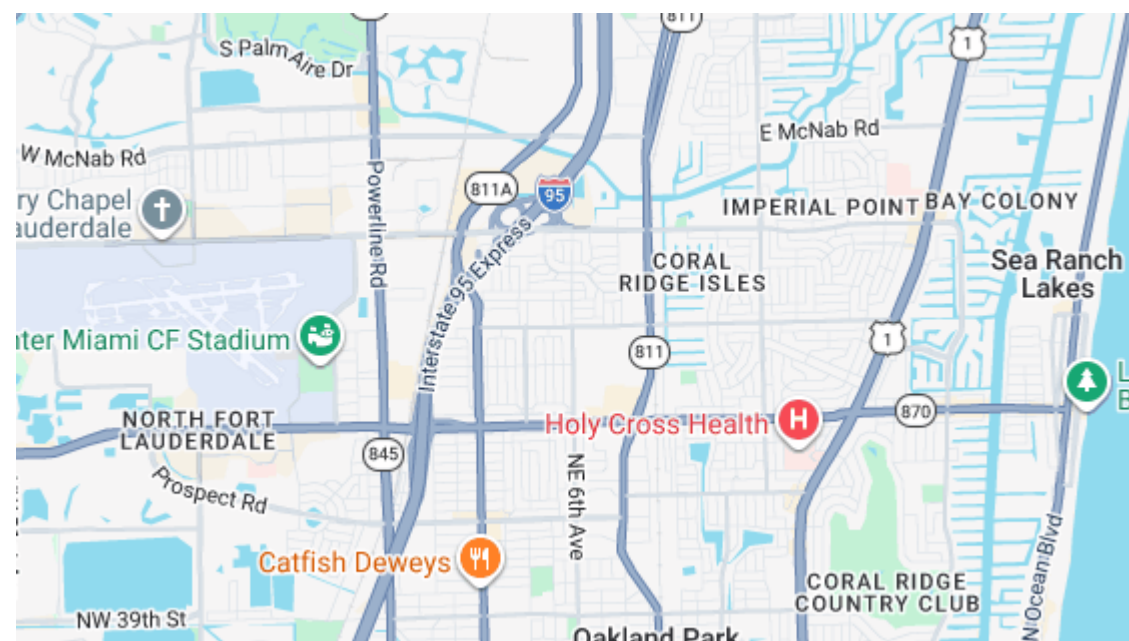 811
1
S Palm Aire Dr
E McNab Rd
W McNab Rd
Powerline Rd
811A
95
ry Chapel
auderdale
IMPERIAL POINT
BAY COLONY
Interstate 95 Express
CORAL
RIDGE ISLES
Sea Ranch
Lakes
nter Miami CF Stadium
811
1
L
B
NORTH FORT
LAUDERDALE
Holy Cross Health
H
870
845
Prospect Rd
NE 6th Ave
Catfish Deweys
N Ocean Blvd
CORAL RIDGE
COUNTRY CLUB
NW 39th St
Oakland Park